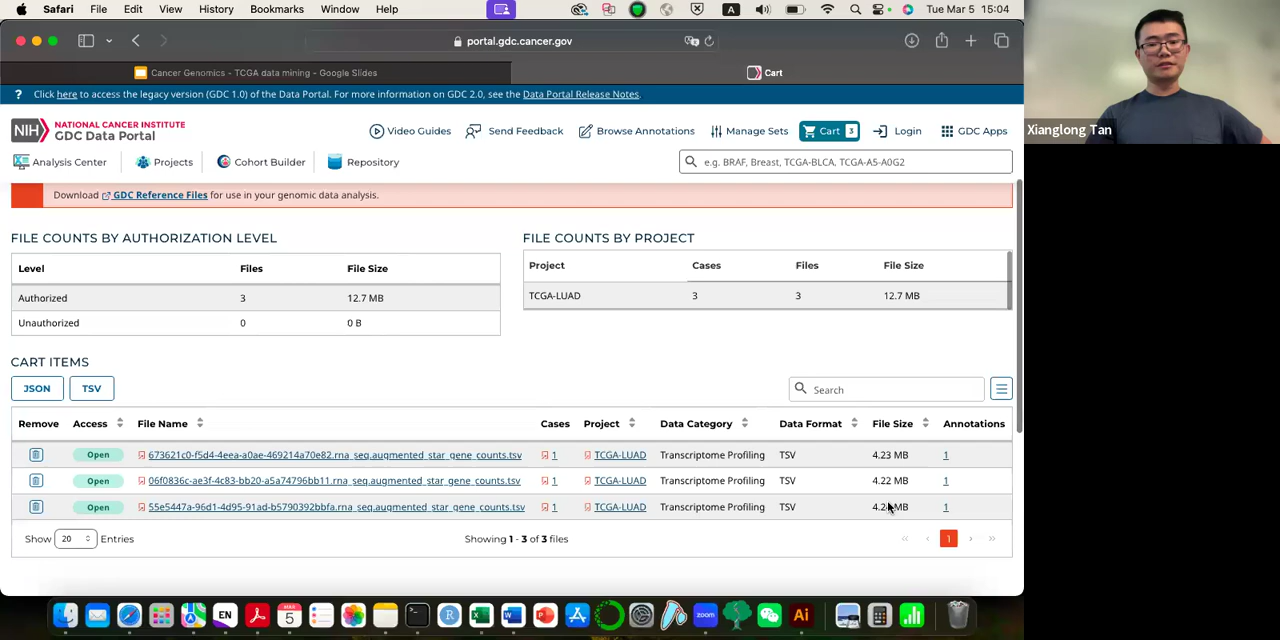 Safari File Edit View History Bookmarks Window Help A Tue Mar 5 15:04
portal.gdc.cancer.gov
Cancer Genomics - TCGA data mining - Google Slides Cart
? Click here to access the legacy version (GDC 1.0) of the Data Portal. For more information on GDC 2.0, see the Data Portal Release Notes.
NIH NATIONAL CANCER INSTITUTE
GDC Data Portal
Video Guides Send Feedback Browse Annotations Manage Sets Cart 3 Login GDC Apps
Analysis Center Projects Cohort Builder Repository e.g. BRAF, Breast, TCGA-BLCA, TCGA-A5-A0G2
Download GDC Reference Files for use in your genomic data analysis.
FILE COUNTS BY AUTHORIZATION LEVEL
Level Files File Size
Authorized 3 12.7 MB
Unauthorized 0 0 B
FILE COUNTS BY PROJECT
Project Cases Files File Size
TCGA-LUAD 3 3 12.7 MB
CART ITEMS
JSON TSV Search
Remove Access File Name Cases Project Data Category Data Format File Size Annotations
Open 673621c0-f5d4-4eea-a0ae-469214a70e82.rna_seq.augmented_star_gene_counts.tsv 1 TCGA-LUAD Transcriptome Profiling TSV 4.23 MB 1
Open 06f0836c-ae3f-4c83-bb20-a5a74796bb11.rna_seq.augmented_star_gene_counts.tsv 1 TCGA-LUAD Transcriptome Profiling TSV 4.22 MB 1
Open 55e5447a-96d1-4d95-91ad-b5790392bbfa.rna_seq.augmented_star_gene_counts.tsv 1 TCGA-LUAD Transcriptome Profiling TSV MB 1
Show 20 Entries Showing 1 - 3 of 3 files « ‹ 1 › »
EN MAR 5 R zoom Ai
Xianglong Tan